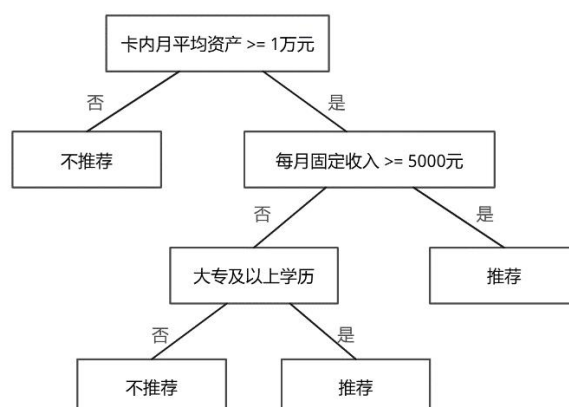 卡内月平均资产 >= 1万元
否
是
不推荐
每月固定收入 >= 5000元
否
是
大专及以上学历
推荐
否
是
不推荐
推荐